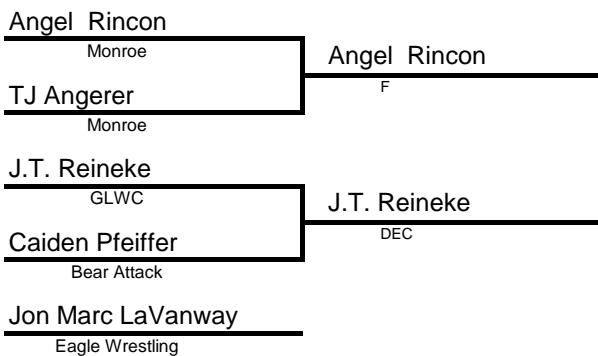 Angel Rincon
Monroe
Angel Rincon
F
TJ Angerer
Monroe
J.T. Reineke
GLWC
J.T. Reineke
DEC
Caiden Pfeiffer
Bear Attack
Jon Marc LaVanway
Eagle Wrestling